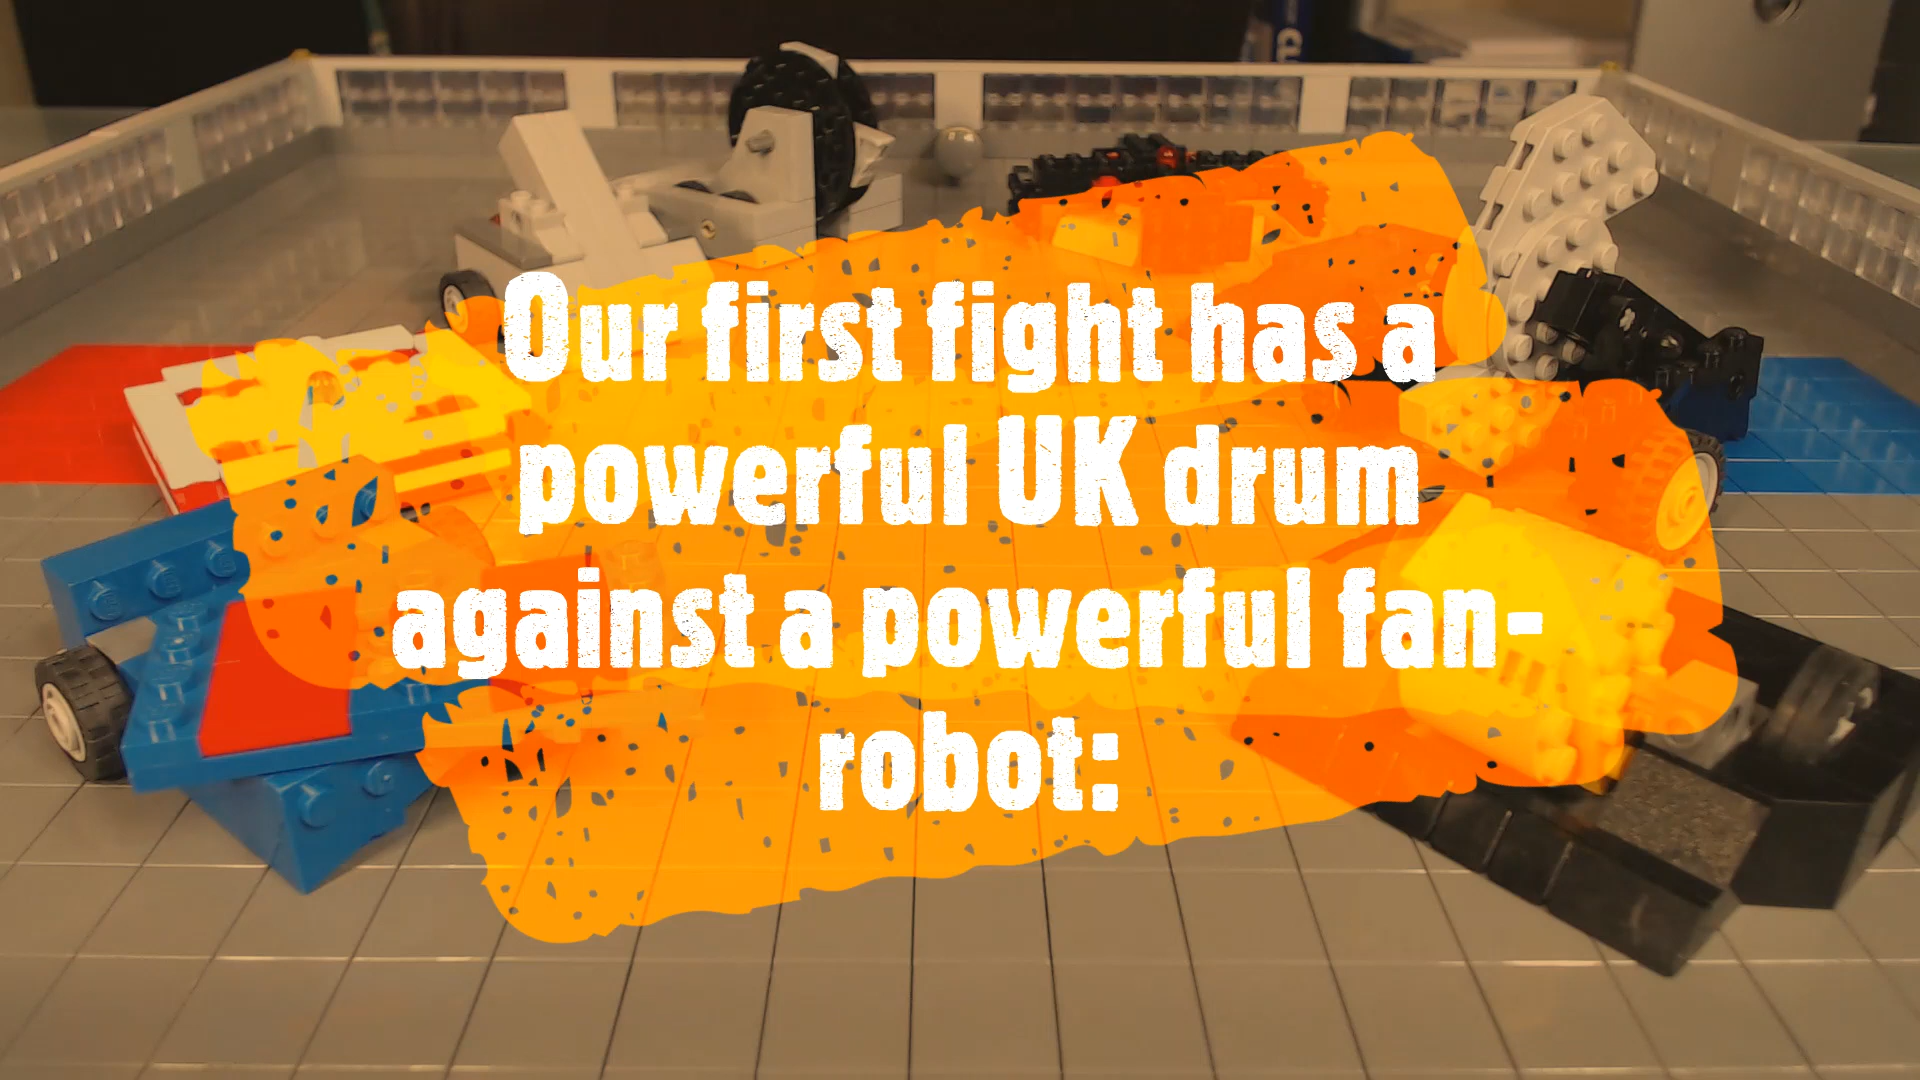 Our first fight has a
powerful UK drum
against a powerful fan-
robot: